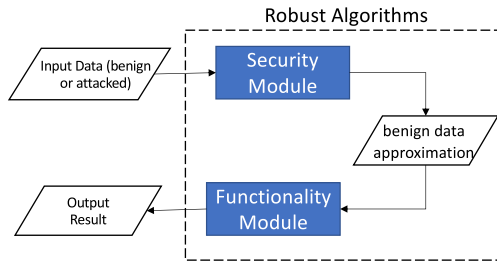 Robust Algorithms
Input Data (benign
or attacked)
Security
Module
benign data
approximation
Functionality
Module
Output
Result